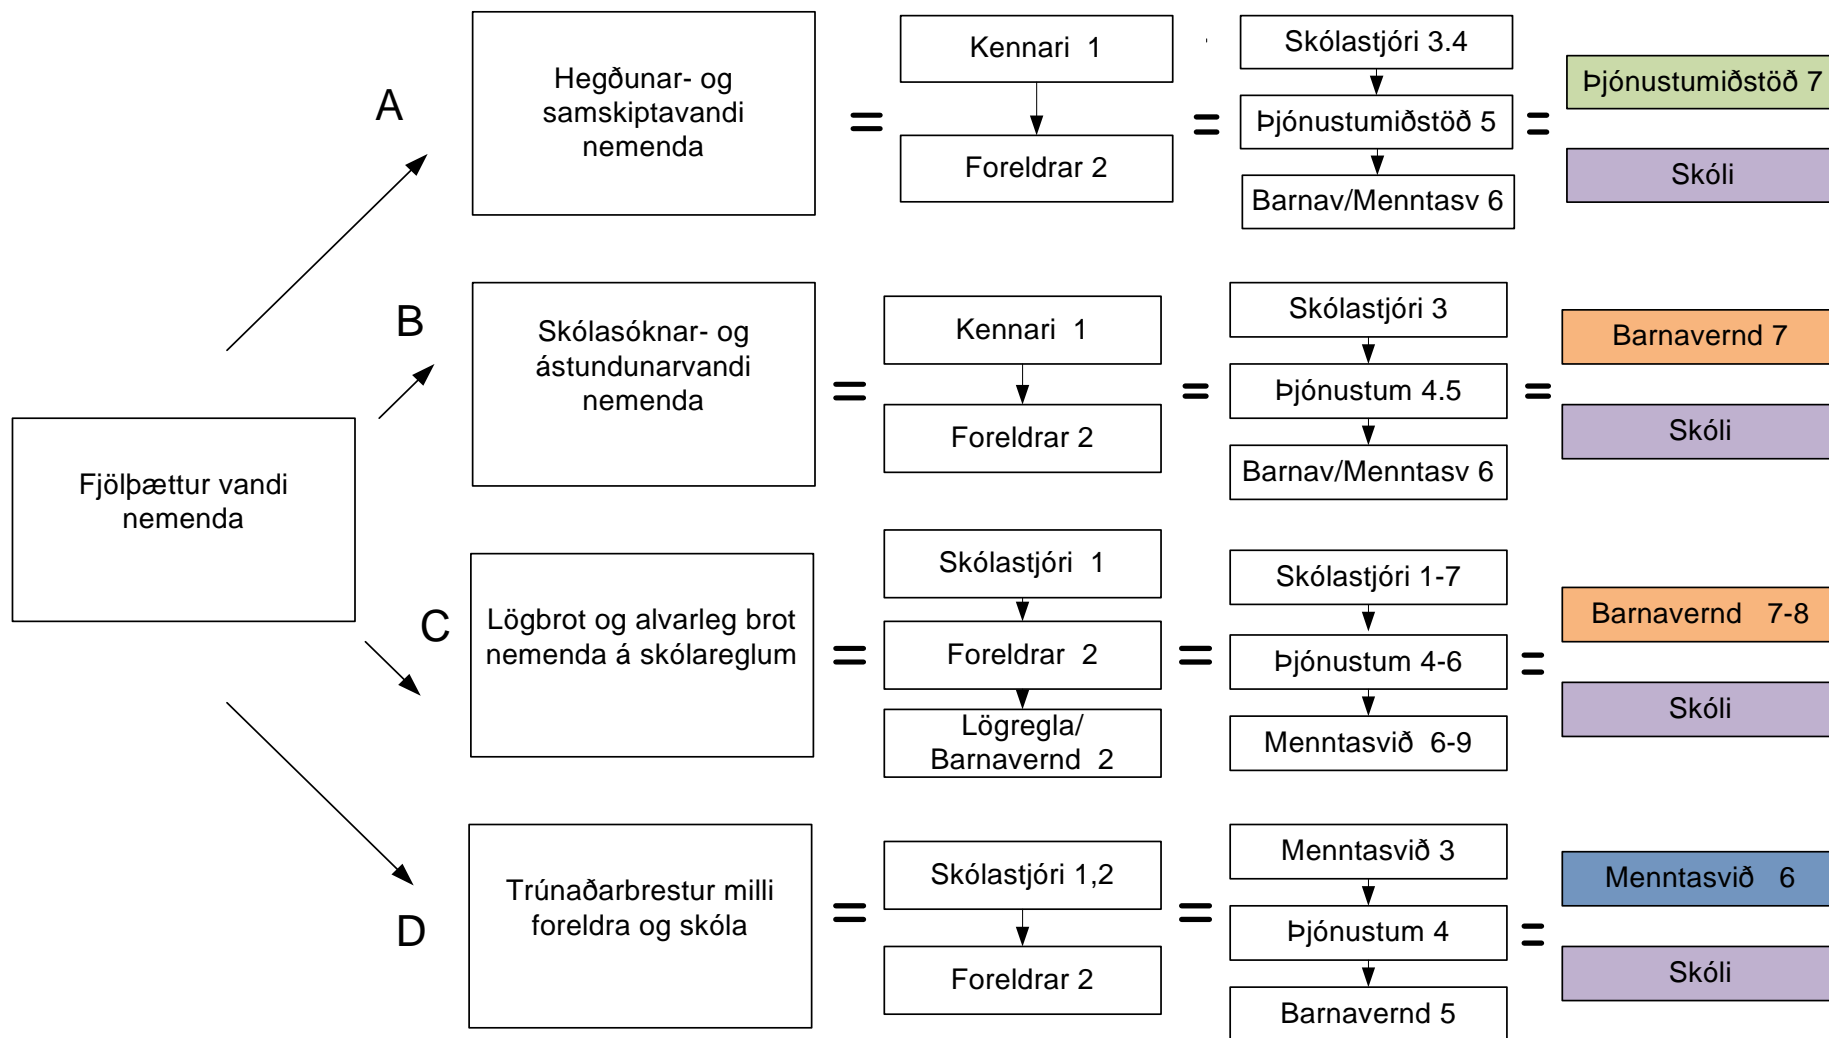 Fjölþættur vandi
nemenda
A
Hegðunar- og
samskiptavandi
nemenda
=
Kennari 1
Foreldrar 2
=
Skólastjóri 3.4
Þjónustumiðstöð 5
Barnav/Menntasv 6
=
Þjónustumiðstöð 7
Skóli
B
Skólasóknar- og
ástundunarvandi
nemenda
=
Kennari 1
Foreldrar 2
=
Skólastjóri 3
Þjónustum 4.5
Barnav/Menntasv 6
=
Barnavernd 7
Skóli
C
Lögbrot og alvarleg brot
nemenda á skólareglum
=
Skólastjóri 1
Foreldrar 2
Lögregla/
Barnavernd 2
=
Skólastjóri 1-7
Þjónustum 4-6
Menntasvið 6-9
=
Barnavernd 7-8
Skóli
D
Trúnaðarbrestur milli
foreldra og skóla
=
Skólastjóri 1,2
Foreldrar 2
=
Menntasvið 3
Þjónustum 4
Barnavernd 5
=
Menntasvið 6
Skóli